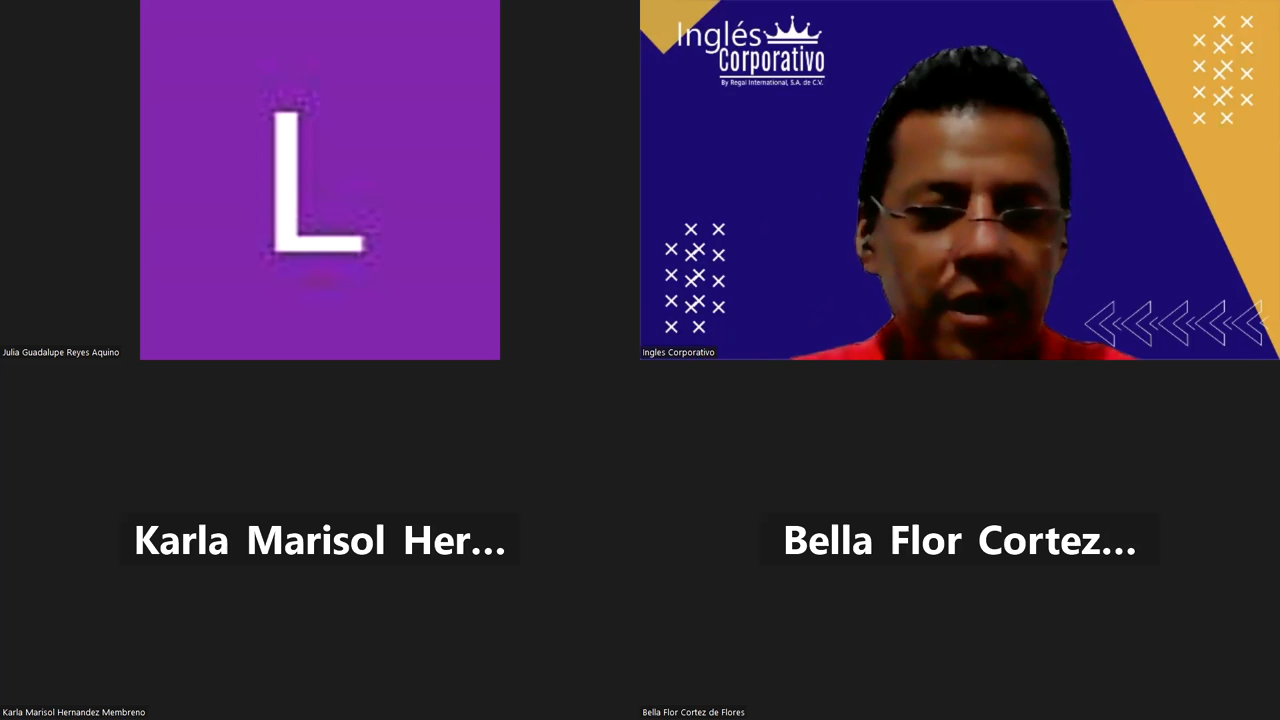 L
Julia Guadalupe Reyes Aquino
Inglés
Corporativo
By Regal International, S.A. de C.V.
Ingles Corporativo
Karla Marisol Her...
Karla Marisol Hernandez Membreno
Bella Flor Cortez...
Bella Flor Cortez de Flores